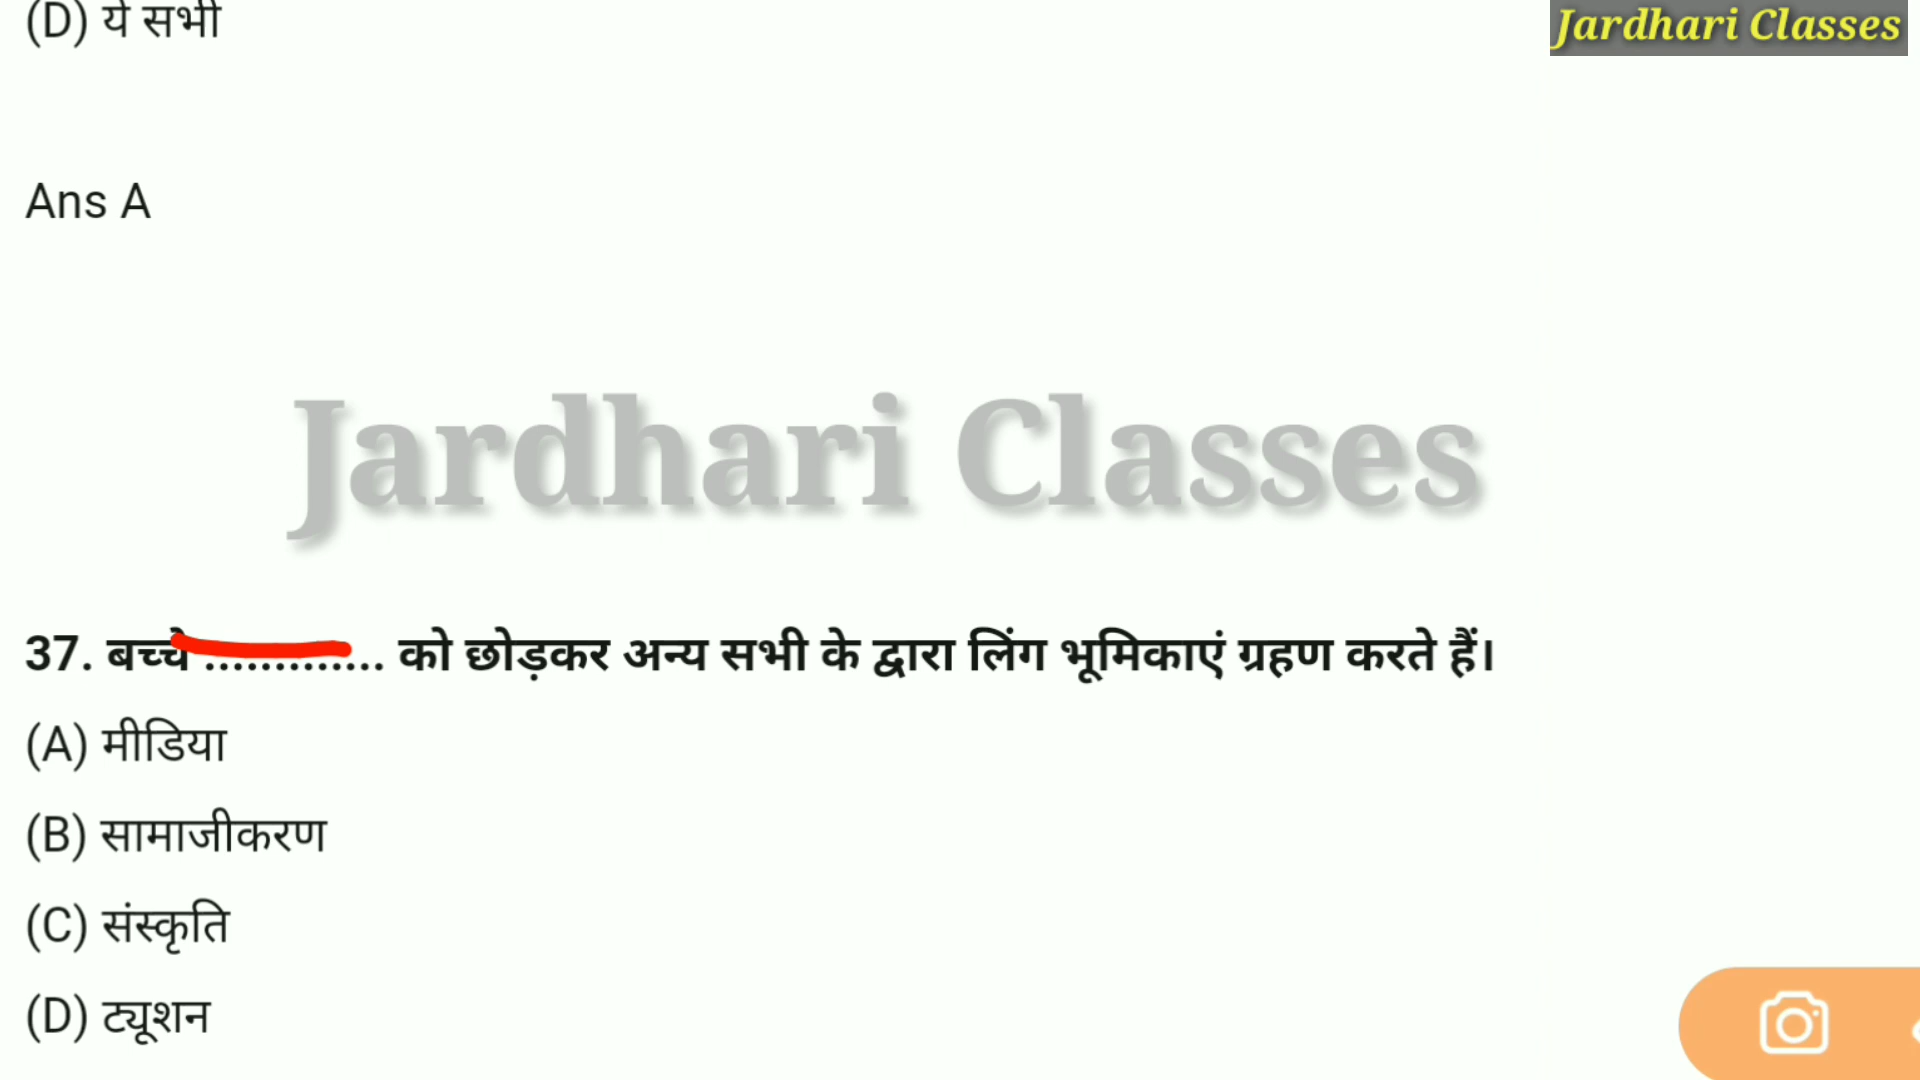 (D) ये सभी
Jardhari Classes
Ans A
Jardhari Classes
37. बच्चे ............. को छोड़कर अन्य सभी के द्वारा लिंग भूमिकाएं ग्रहण करते हैं।
(A) मीडिया
(B) सामाजीकरण
(C) संस्कृति
(D) ट्यूशन